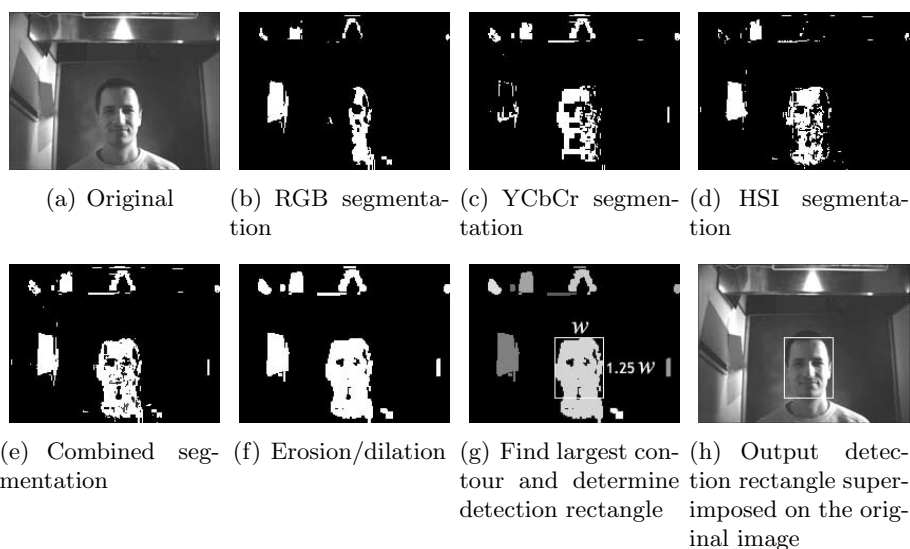 (a) Original
(b) RGB segmenta-
tion
(c) YCbCr segmen-
tation
(d) HSI segmenta-
tion
W
1.25 W
(e) Combined seg-
mentation
(f) Erosion/dilation
(g) Find largest con-
tour and determine
detection rectangle
(h) Output detec-
tion rectangle super-
imposed on the orig-
inal image